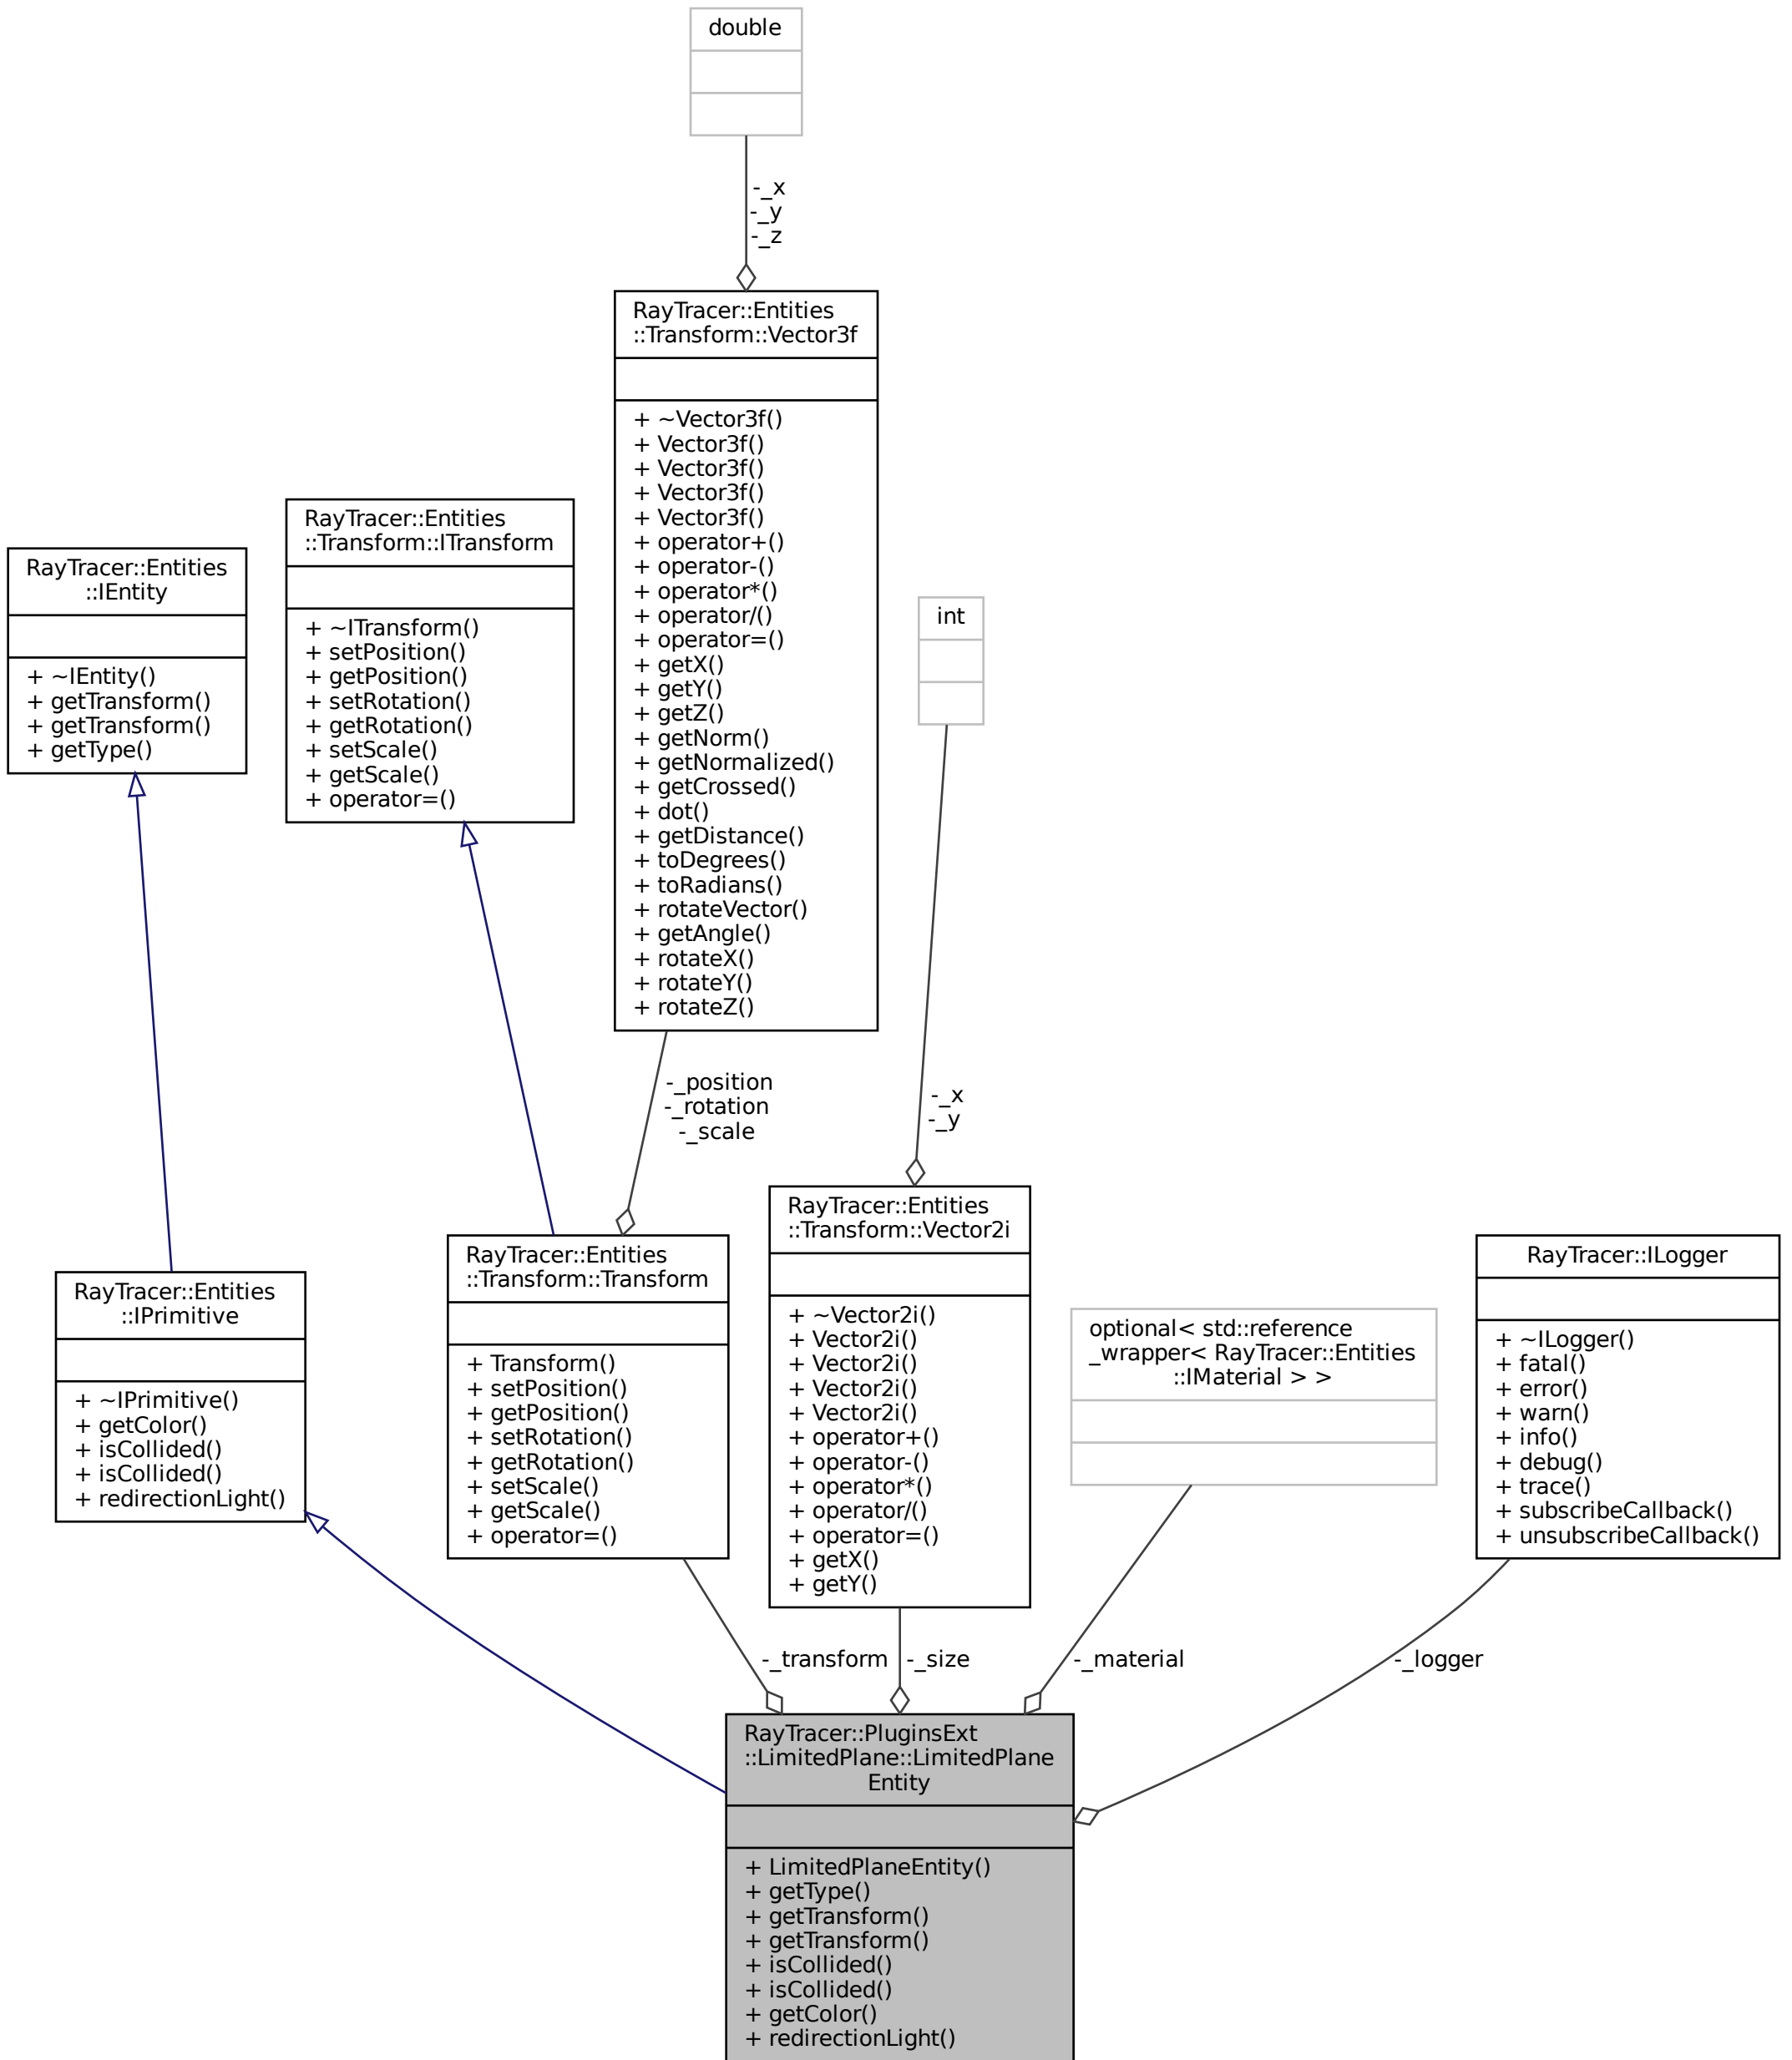 double
-_x
-_y
-_z
RayTracer::Entities
::Transform::Vector3f
+ ~Vector3f()
+ Vector3f()
+ Vector3f()
+ Vector3f()
+ Vector3f()
+ operator+()
+ operator-()
+ operator*()
+ operator/()
+ operator=()
+ getX()
+ getY()
+ getZ()
+ getNorm()
+ getNormalized()
+ getCrossed()
+ dot()
+ getDistance()
+ toDegrees()
+ toRadians()
+ rotateVector()
+ getAngle()
+ rotateX()
+ rotateY()
+ rotateZ()
RayTracer::Entities
::Transform::ITransform
+ ~ITransform()
+ setPosition()
+ getPosition()
+ setRotation()
+ getRotation()
+ setScale()
+ getScale()
+ operator=()
RayTracer::Entities
::IEntity
+ ~IEntity()
+ getTransform()
+ getTransform()
+ getType()
int
-_x
-_y
-_position
-_rotation
-_scale
RayTracer::Entities
::IPrimitive
+ ~IPrimitive()
+ getColor()
+ isCollided()
+ isCollided()
+ redirectionLight()
RayTracer::Entities
::Transform::Transform
+ Transform()
+ setPosition()
+ getPosition()
+ setRotation()
+ getRotation()
+ setScale()
+ getScale()
+ operator=()
RayTracer::Entities
::Transform::Vector2i
+ ~Vector2i()
+ Vector2i()
+ Vector2i()
+ Vector2i()
+ Vector2i()
+ operator+()
+ operator-()
+ operator*()
+ operator/()
+ operator=()
+ getX()
+ getY()
optional< std::reference
_wrapper< RayTracer::Entities
::IMaterial > >
RayTracer::ILogger
+ ~ILogger()
+ fatal()
+ error()
+ warn()
+ info()
+ debug()
+ trace()
+ subscribeCallback()
+ unsubscribeCallback()
-_transform
-_size
-_material
-_logger
RayTracer::PluginsExt
::LimitedPlane::LimitedPlane
Entity
+ LimitedPlaneEntity()
+ getType()
+ getTransform()
+ getTransform()
+ isCollided()
+ isCollided()
+ getColor()
+ redirectionLight()